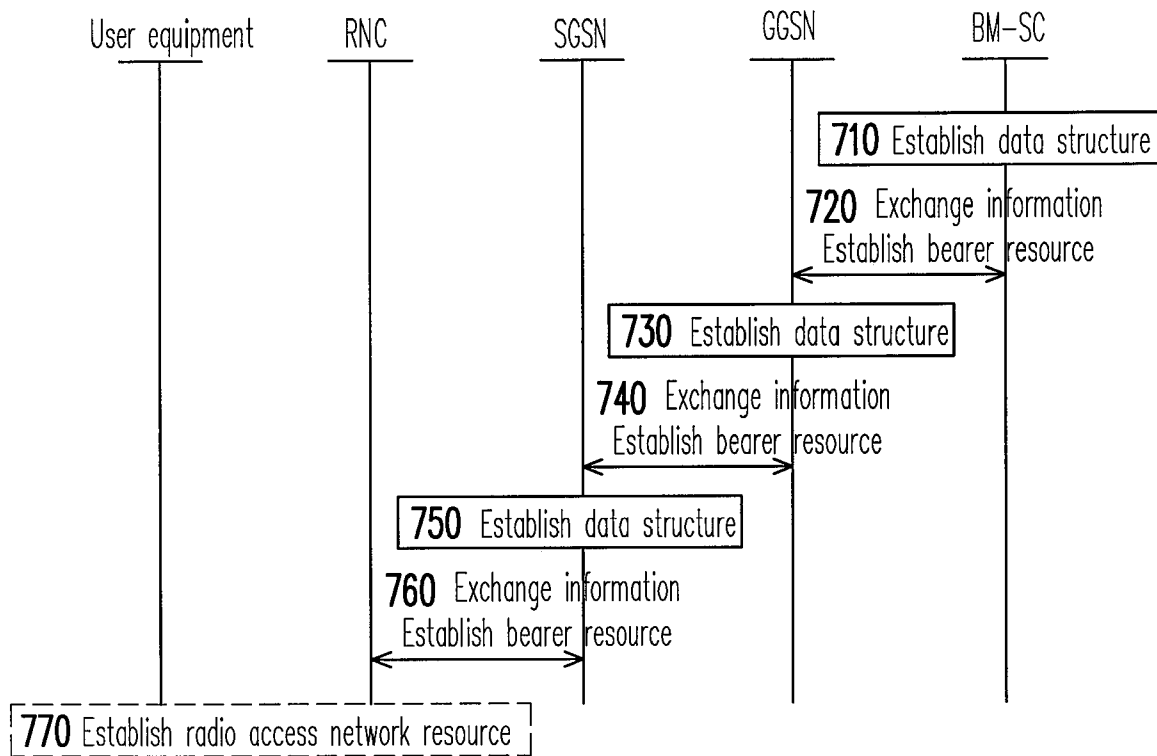 User equipment RNC SGSN GGSN BM-SC
710 Establish data structure
720 Exchange information
Establish bearer resource
730 Establish data structure
740 Exchange information
Establish bearer resource
750 Establish data structure
760 Exchange information
Establish bearer resource
770 Establish radio access network resource